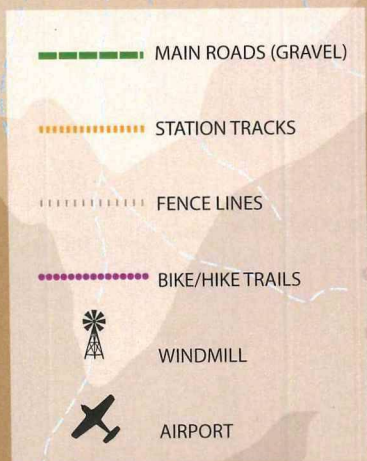 MAIN ROADS (GRAVEL)
STATION TRACKS
FENCE LINES
BIKE/HIKE TRAILS
WINDMILL
AIRPORT